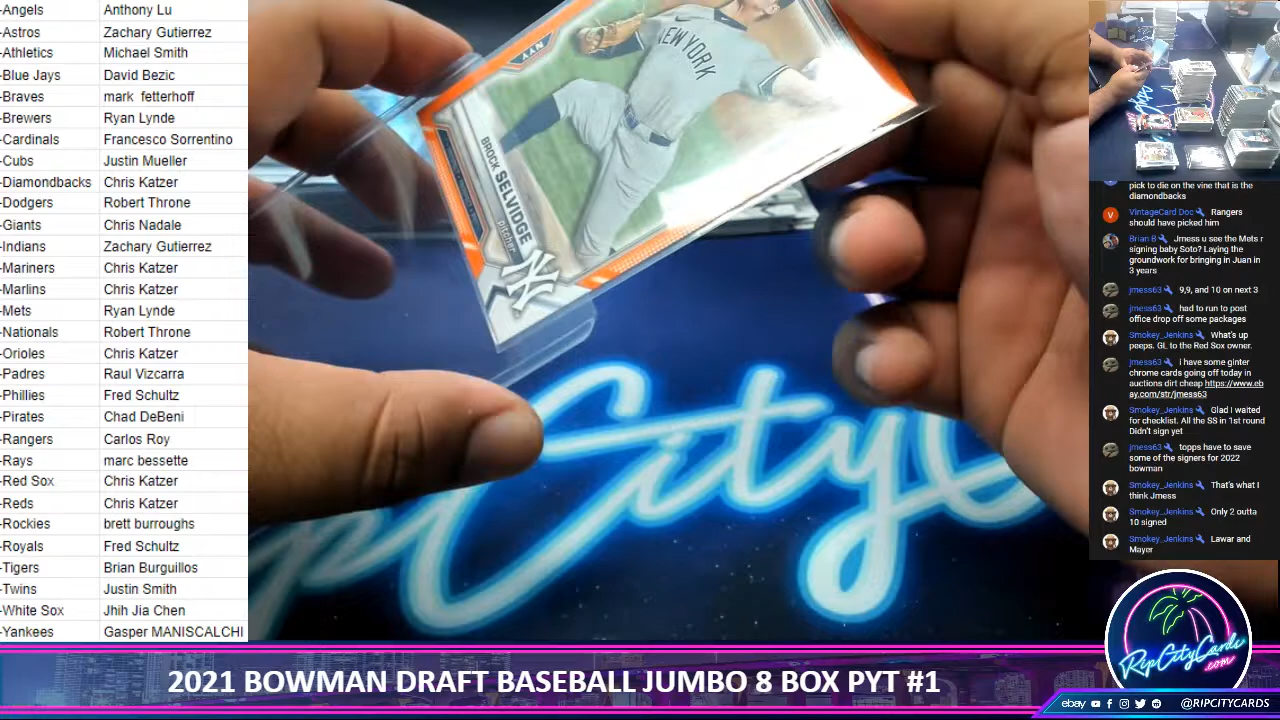 -Angels Anthony Lu
-Astros Zachary Gutierrez
-Athletics Michael Smith
-Blue Jays David Bezic
-Braves mark fetterhoff
-Brewers Ryan Lynde
-Cardinals Francesco Sorrentino
-Cubs Justin Mueller
-Diamondbacks Chris Katzer
-Dodgers Robert Throne
-Giants Chris Nadale
-Indians Zachary Gutierrez
-Mariners Chris Katzer
-Marlins Chris Katzer
-Mets Ryan Lynde
-Nationals Robert Throne
-Orioles Chris Katzer
-Padres Raul Vizcarra
-Phillies Fred Schultz
-Pirates Chad DeBeni
-Rangers Carlos Roy
-Rays marc bessette
-Red Sox Chris Katzer
-Reds Chris Katzer
-Rockies brett burroughs
-Royals Fred Schultz
-Tigers Brian Burguillos
-Twins Justin Smith
-White Sox Jhih Jia Chen
-Yankees Gasper MANISCALCHI
NEW YORK
NYY
BROCK SELVIDGE
pitcher
NY
City
pick to die on the vine that is the
diamondbacks
V VintageCard Doc Rangers
should have picked him
Brian B Jmess u see the Mets r
signing baby Soto? Laying the
groundwork for bringing in Juan in
3 years
jmess63 9,9, and 10 on next 3
jmess63 had to run to post
office drop off some packages
Smokey_Jenkins What's up
peeps. GL to the Red Sox owner.
jmess63 i have some ginter
chrome cards going off today in
auctions dirt cheap https://www.eb
ay.com/str/jmess63
Smokey_Jenkins Glad I waited
for checklist. All the SS in 1st round
Didn't sign yet
jmess63 topps have to save
some of the signers for 2022
bowman
Smokey_Jenkins That's what I
think Jmess
Smokey_Jenkins Only 2 outta
10 signed
Smokey_Jenkins Lawar and
Mayer
RipCityCards
.com
2021 BOWMAN DRAFT BASEBALL JUMBO 8 BOX PYT #1
ebay @RIPCITYCARDS